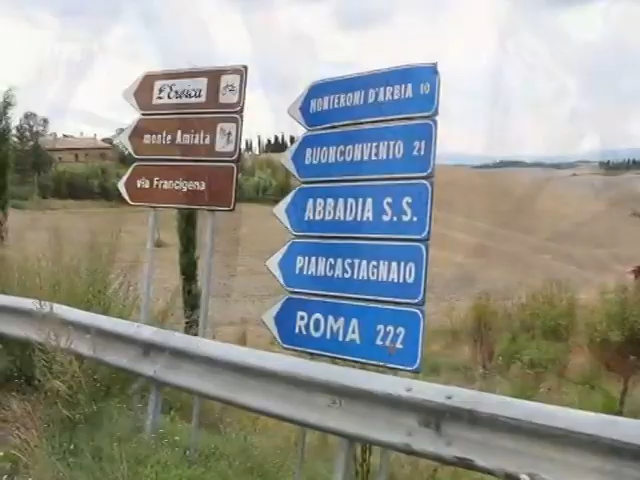 L'Eroica
monte Amiata
via Francigena
MONTERONI D'ARBIA 10
BUONCONVENTO 21
ABBADIA S. S.
PIANCASTAGNAIO
ROMA 222